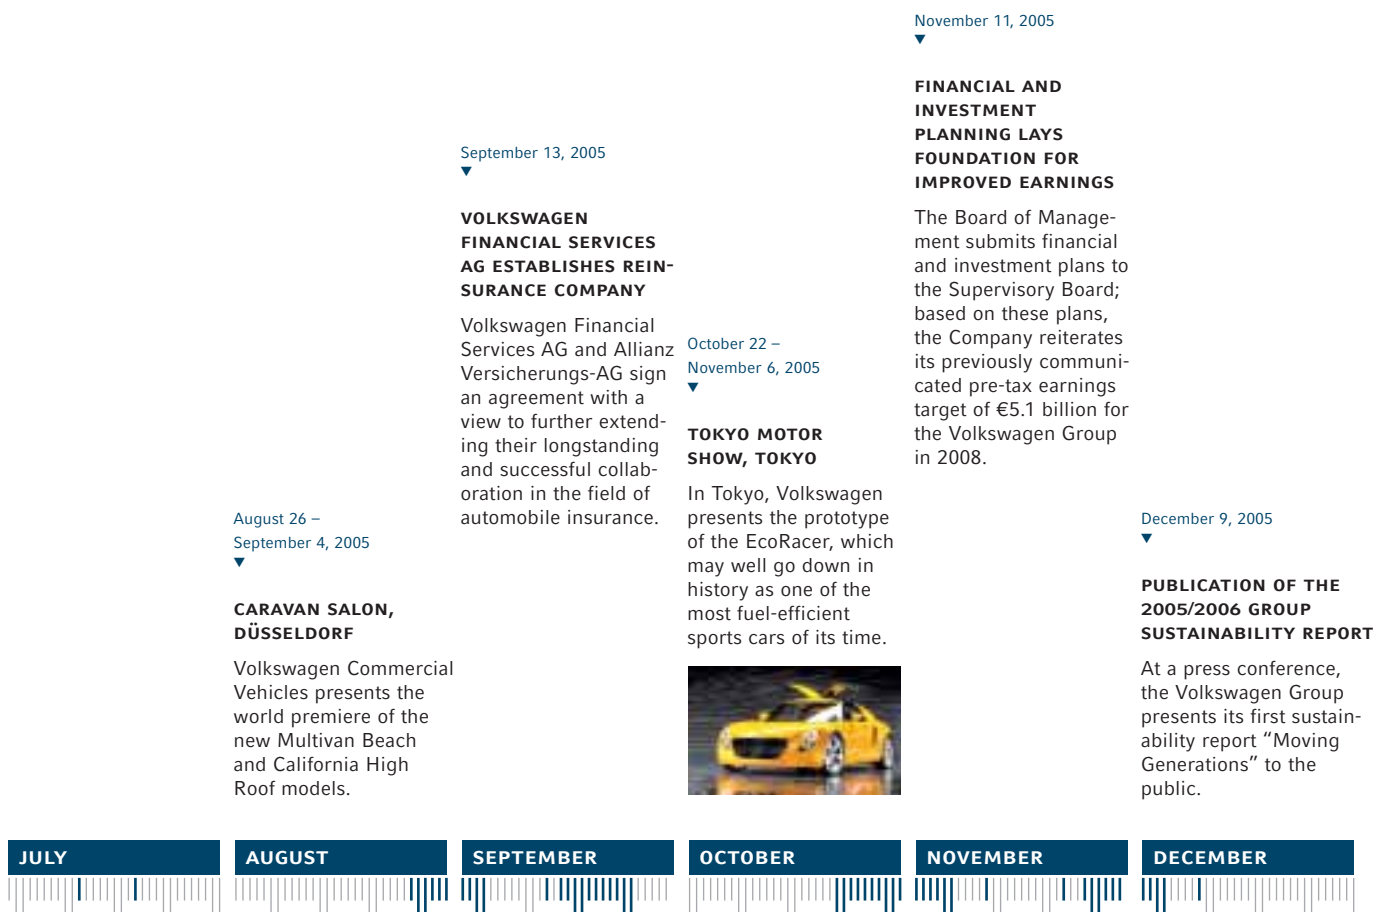 August 26 –
September 4, 2005
CARAVAN SALON,
DÜSSELDORF
Volkswagen Commercial
Vehicles presents the
world premiere of the
new Multivan Beach
and California High
Roof models.
September 13, 2005
VOLKSWAGEN
FINANCIAL SERVICES
AG ESTABLISHES REIN-
SURANCE COMPANY
Volkswagen Financial
Services AG and Allianz
Versicherungs-AG sign
an agreement with a
view to further extend-
ing their longstanding
and successful collab-
oration in the field of
automobile insurance.
October 22 –
November 6, 2005
TOKYO MOTOR
SHOW, TOKYO
In Tokyo, Volkswagen
presents the prototype
of the EcoRacer, which
may well go down in
history as one of the
most fuel-efficient
sports cars of its time.
November 11, 2005
FINANCIAL AND
INVESTMENT
PLANNING LAYS
FOUNDATION FOR
IMPROVED EARNINGS
The Board of Manage-
ment submits financial
and investment plans to
the Supervisory Board;
based on these plans,
the Company reiterates
its previously communi-
cated pre-tax earnings
target of €5.1 billion for
the Volkswagen Group
in 2008.
December 9, 2005
PUBLICATION OF THE
2005/2006 GROUP
SUSTAINABILITY REPORT
At a press conference,
the Volkswagen Group
presents its first sustain-
ability report “Moving
Generations” to the
public.
JULY
AUGUST
SEPTEMBER
OCTOBER
NOVEMBER
DECEMBER